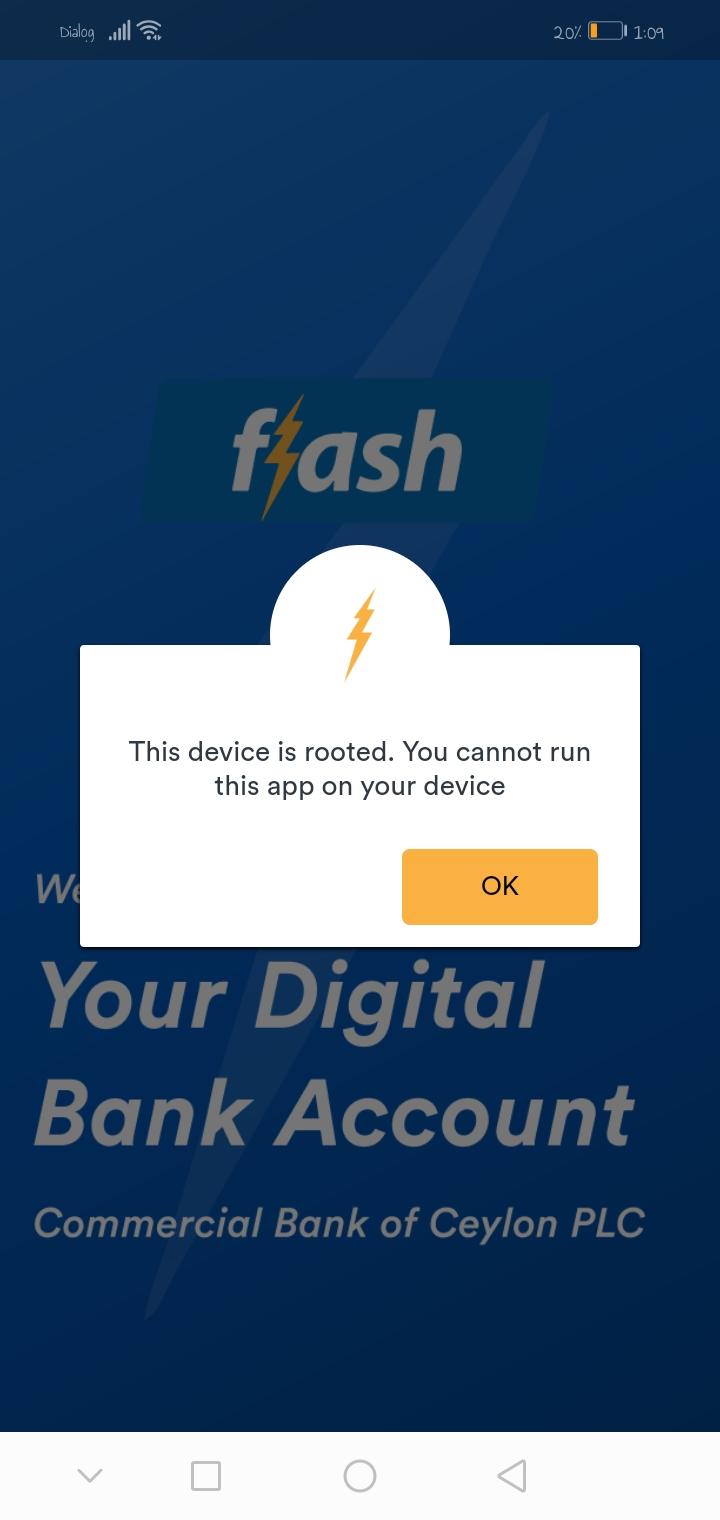 Dialog 20% 1:09
flash
This device is rooted. You cannot run
this app on your device
OK
We
Your Digital
Bank Account
Commercial Bank of Ceylon PLC